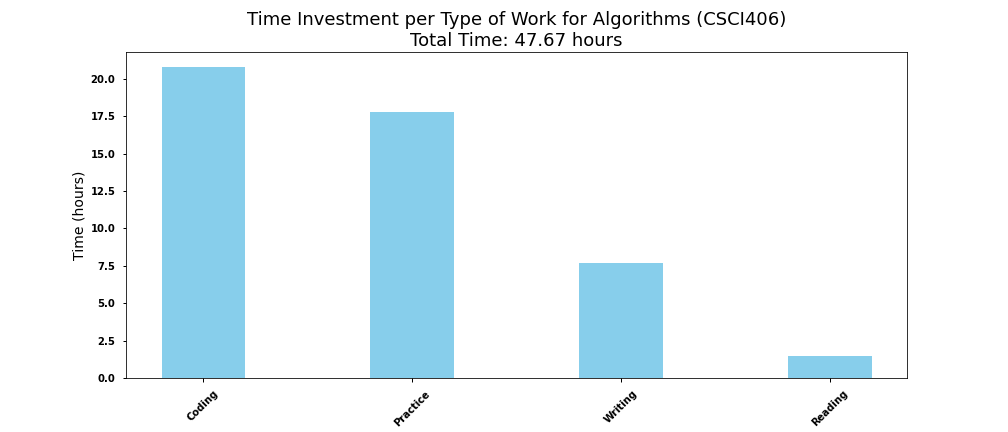 Time Investment per Type of Work for Algorithms (CSCI406)
Total Time: 47.67 hours
Time (hours)
20.0
17.5
15.0
12.5
10.0
7.5
5.0
2.5
0.0
Coding
Practice
Writing
Reading